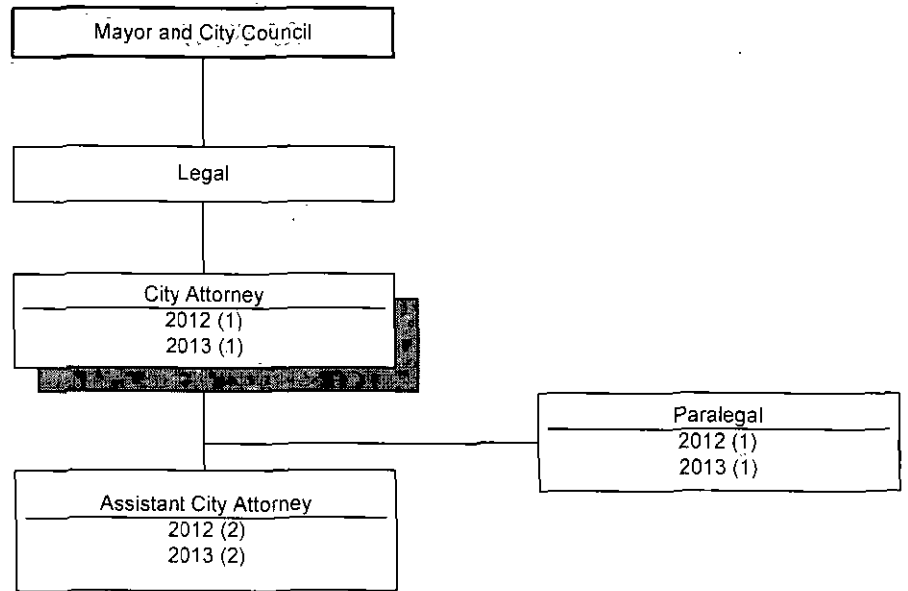 Mayor and City Council
Legal
City Attorney
2012 (1)
2013 (1)
Paralegal
2012 (1)
2013 (1)
Assistant City Attorney
2012 (2)
2013 (2)